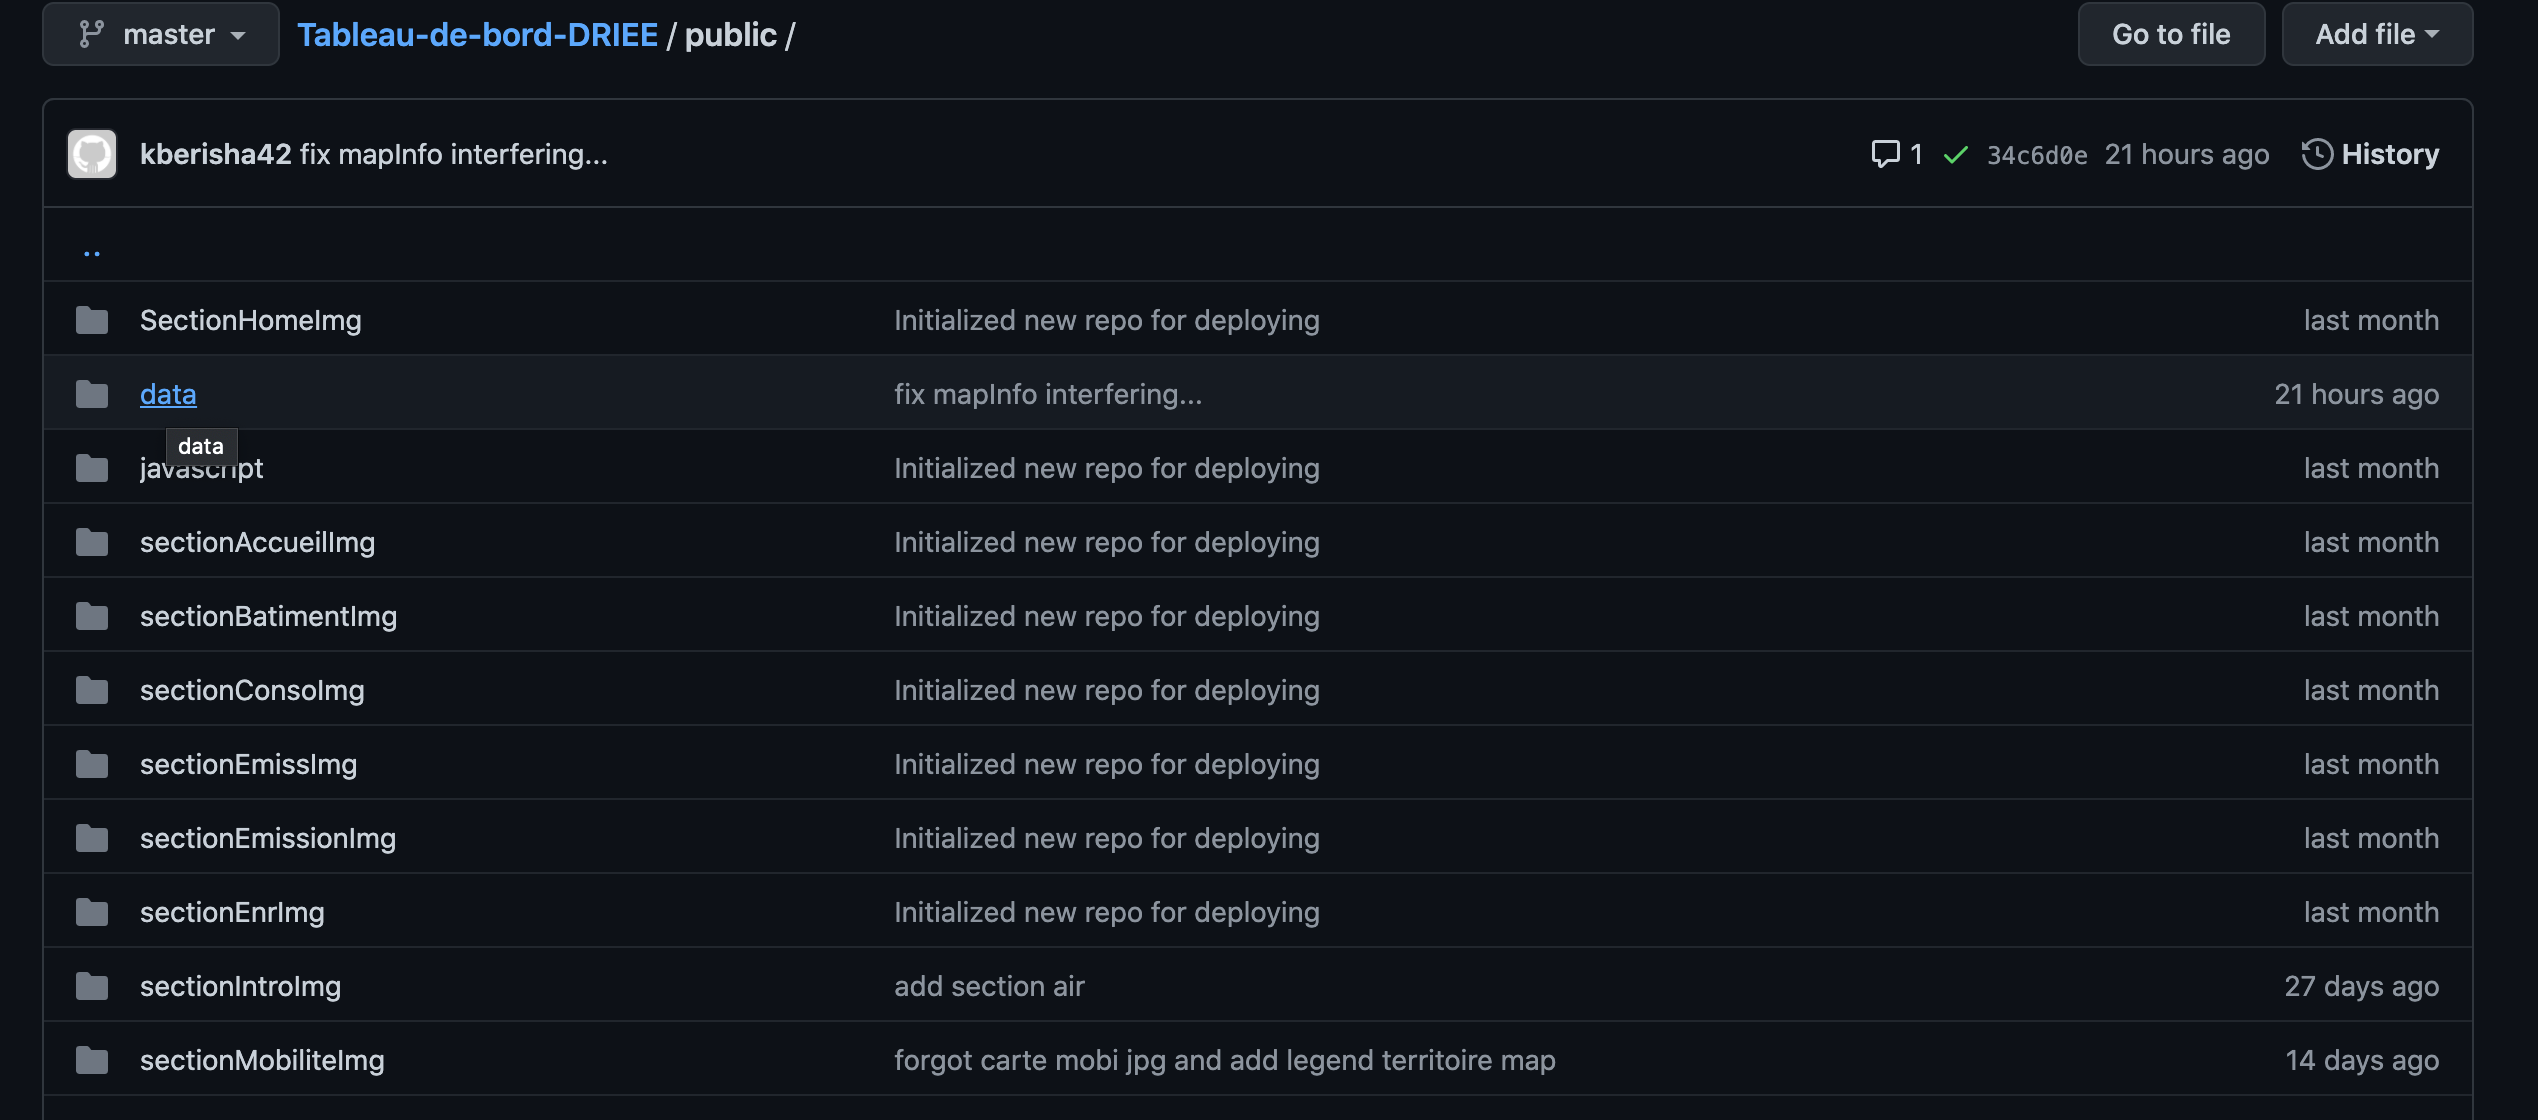 master Tableau-de-bord-DRIEE / public / Go to file Add file
kberisha42 fix mapInfo interfering... 1 34c6d0e 21 hours ago History
..
SectionHomeImg Initialized new repo for deploying last month
data fix mapInfo interfering... 21 hours ago
data
javascript Initialized new repo for deploying last month
sectionAccueilImg Initialized new repo for deploying last month
sectionBatimentImg Initialized new repo for deploying last month
sectionConsoImg Initialized new repo for deploying last month
sectionEmissImg Initialized new repo for deploying last month
sectionEmissionImg Initialized new repo for deploying last month
sectionEnrImg Initialized new repo for deploying last month
sectionIntroImg add section air 27 days ago
sectionMobiliteImg forgot carte mobi jpg and add legend territoire map 14 days ago